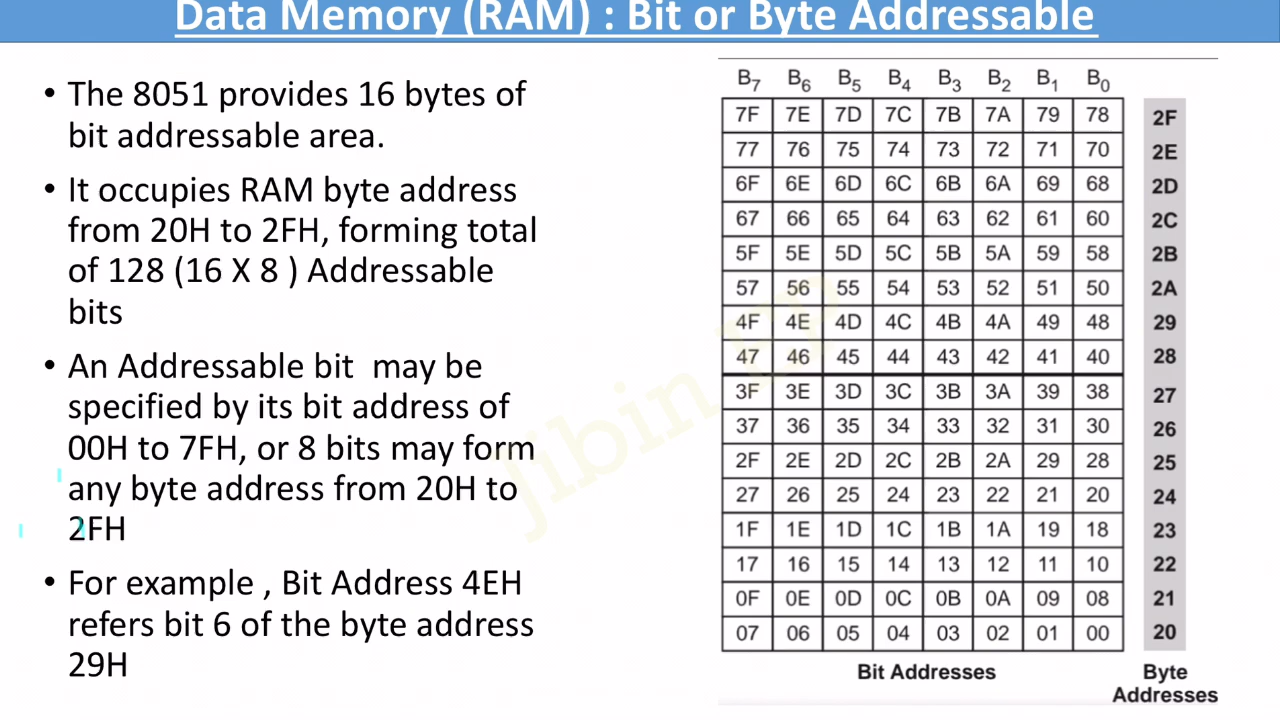 Data Memory (RAM) : Bit or Byte Addressable
• The 8051 provides 16 bytes of
bit addressable area.
• It occupies RAM byte address
from 20H to 2FH, forming total
of 128 (16 X 8 ) Addressable
bits
• An Addressable bit  may be
specified by its bit address of
00H to 7FH, or 8 bits may form
any byte address from 20H to
2FH
• For example , Bit Address 4EH
refers bit 6 of the byte address
29H
B7 B6 B5 B4 B3 B2 B1 B0
7F 7E 7D 7C 7B 7A 79 78 2F
77 76 75 74 73 72 71 70 2E
6F 6E 6D 6C 6B 6A 69 68 2D
67 66 65 64 63 62 61 60 2C
5F 5E 5D 5C 5B 5A 59 58 2B
57 56 55 54 53 52 51 50 2A
4F 4E 4D 4C 4B 4A 49 48 29
47 46 45 44 43 42 41 40 28
3F 3E 3D 3C 3B 3A 39 38 27
37 36 35 34 33 32 31 30 26
2F 2E 2D 2C 2B 2A 29 28 25
27 26 25 24 23 22 21 20 24
1F 1E 1D 1C 1B 1A 19 18 23
17 16 15 14 13 12 11 10 22
0F 0E 0D 0C 0B 0A 09 08 21
07 06 05 04 03 02 01 00 20
Bit Addresses
Byte
Addresses
jibin